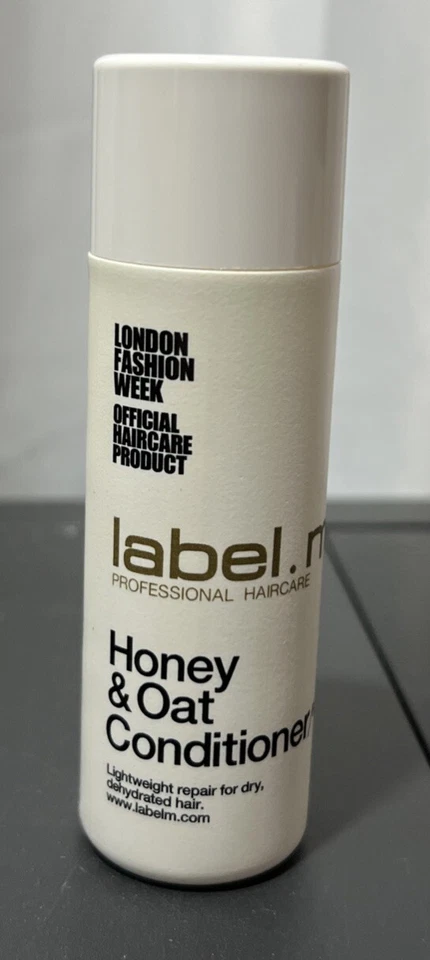 LONDON
FASHION
WEEK
OFFICIAL
HAIRCARE
PRODUCT
label.m
PROFESSIONAL HAIRCARE
Honey
& Oat
Conditioner
Lightweight repair for dry,
dehydrated hair.
www.labelm.com